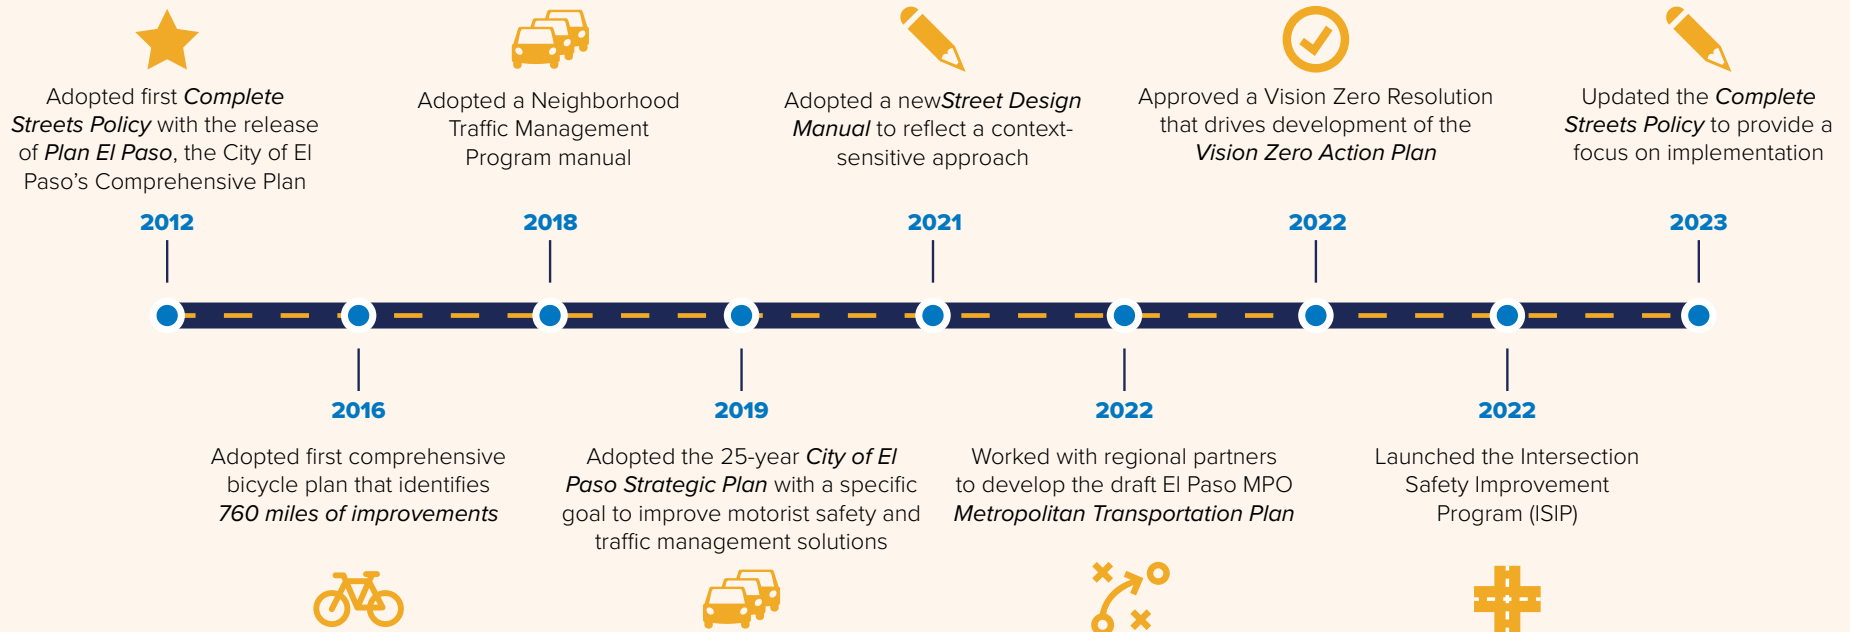 Adopted first Complete
Streets Policy with the release
of Plan El Paso, the City of El
Paso's Comprehensive Plan
2012
Adopted a Neighborhood
Traffic Management
Program manual
2018
Adopted a newStreet Design
Manual to reflect a context-
sensitive approach
2021
Approved a Vision Zero Resolution
that drives development of the
Vision Zero Action Plan
2022
Updated the Complete
Streets Policy to provide a
focus on implementation
2023
2016
Adopted first comprehensive
bicycle plan that identifies
760 miles of improvements
2019
Adopted the 25-year City of El
Paso Strategic Plan with a specific
goal to improve motorist safety and
traffic management solutions
2022
Worked with regional partners
to develop the draft El Paso MPO
Metropolitan Transportation Plan
2022
Launched the Intersection
Safety Improvement
Program (ISIP)